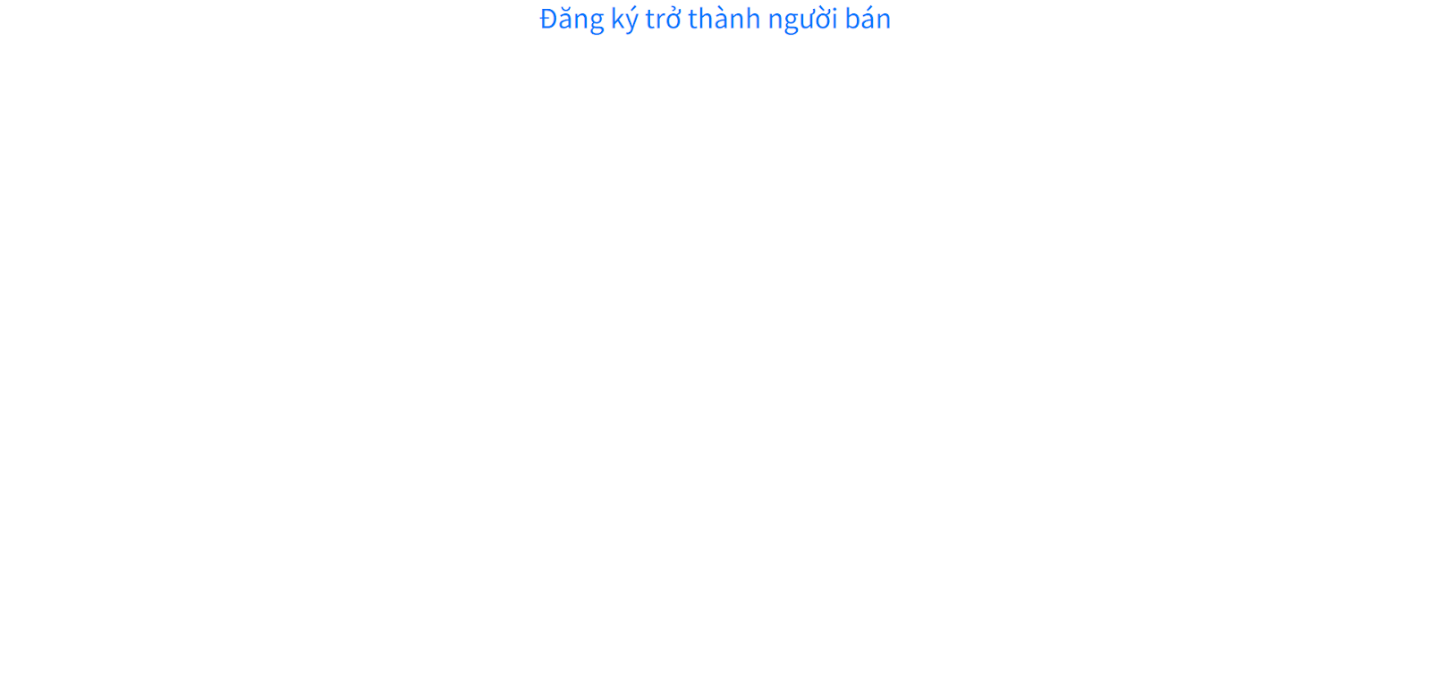 Đăng ký trở thành người bán